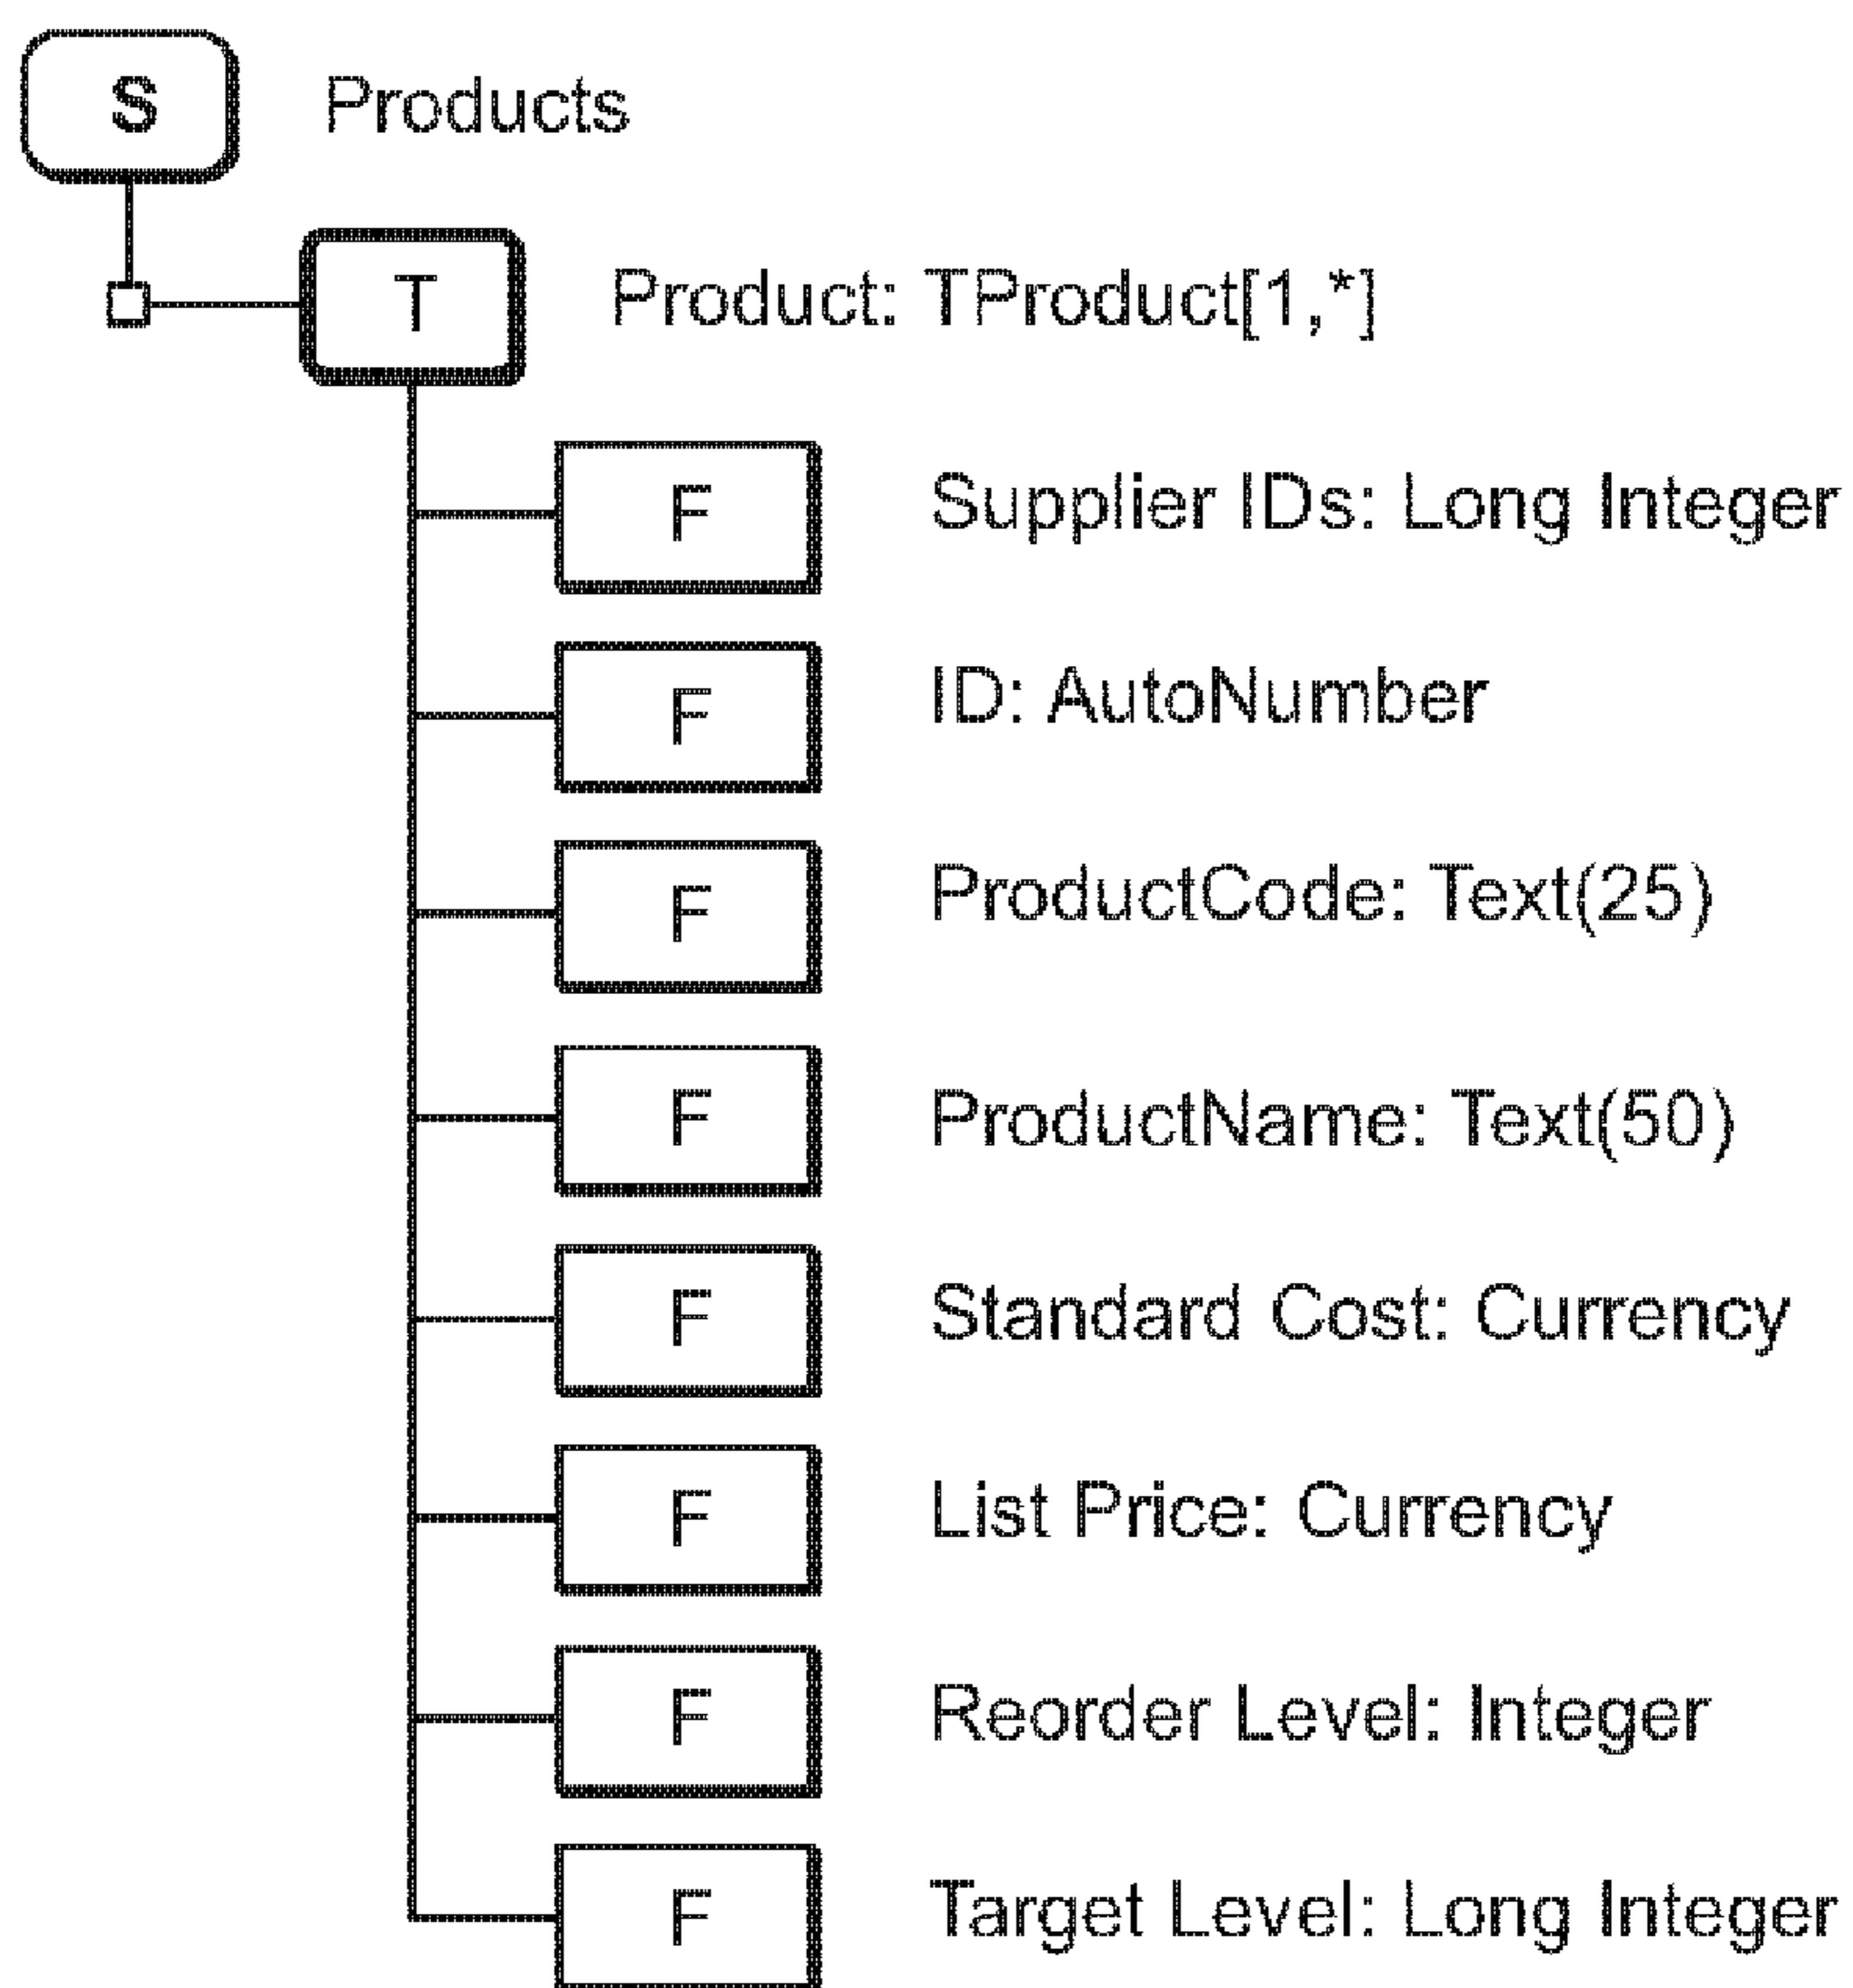 S Products
T Product: TProduct[1,*]
F Supplier IDs: Long Integer
F ID: AutoNumber
F ProductCode: Text(25)
F ProductName: Text(50)
F Standard Cost: Currency
F List Price: Currency
F Reorder Level: Integer
F Target Level: Long Integer